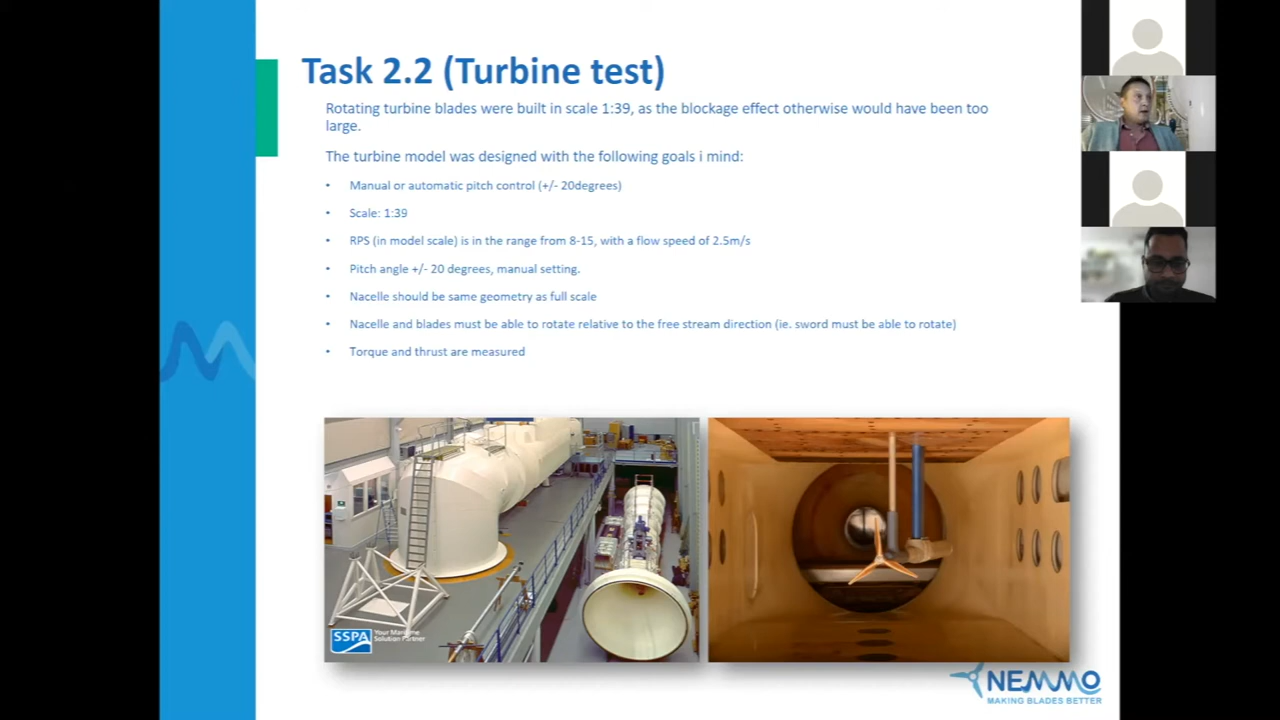 Task 2.2 (Turbine test)
Rotating turbine blades were built in scale 1:39, as the blockage effect otherwise would have been too
large.
The turbine model was designed with the following goals i mind:
• Manual or automatic pitch control (+/- 20degrees)
• Scale: 1:39
• RPS (in model scale) is in the range from 8-15, with a flow speed of 2.5m/s
• Pitch angle +/- 20 degrees, manual setting.
• Nacelle should be same geometry as full scale
• Nacelle and blades must be able to rotate relative to the free stream direction (ie. sword must be able to rotate)
• Torque and thrust are measured
SSPA
Your Maritime
Solution Partner
NEMMO
MAKING BLADES BETTER